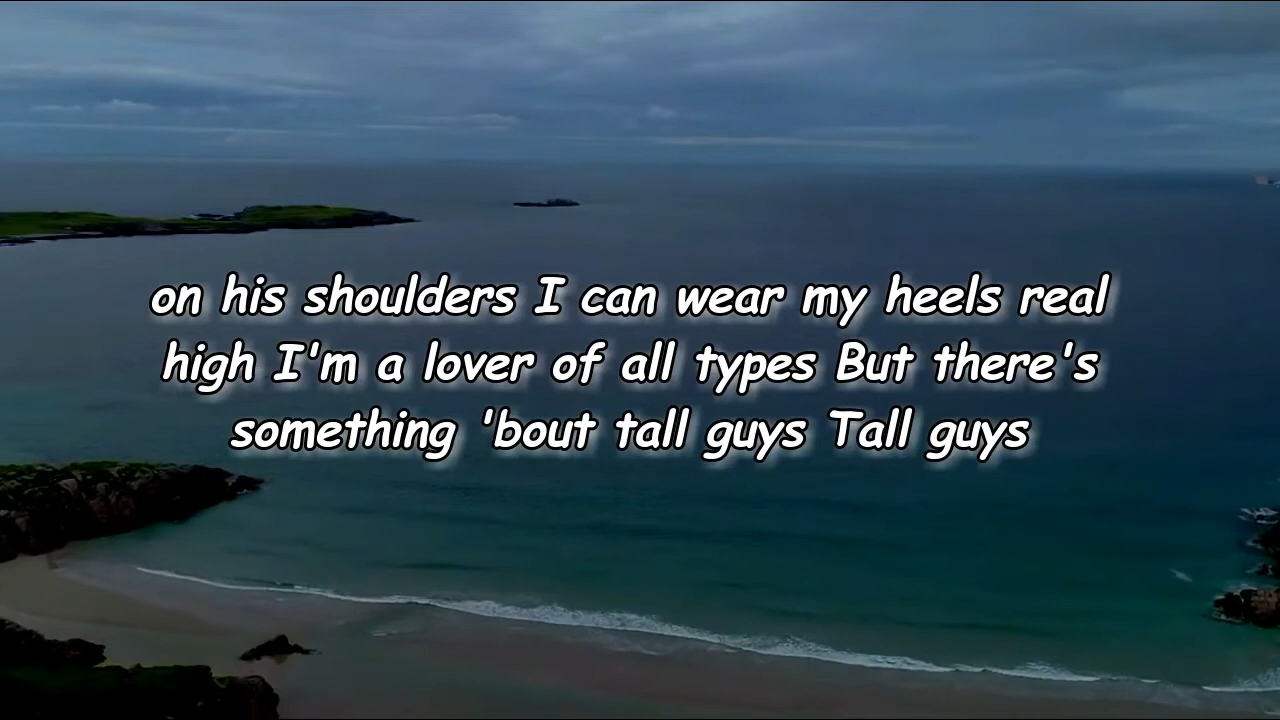 on his shoulders I can wear my heels real
high I'm a lover of all types But there's
something 'bout tall guys Tall guys